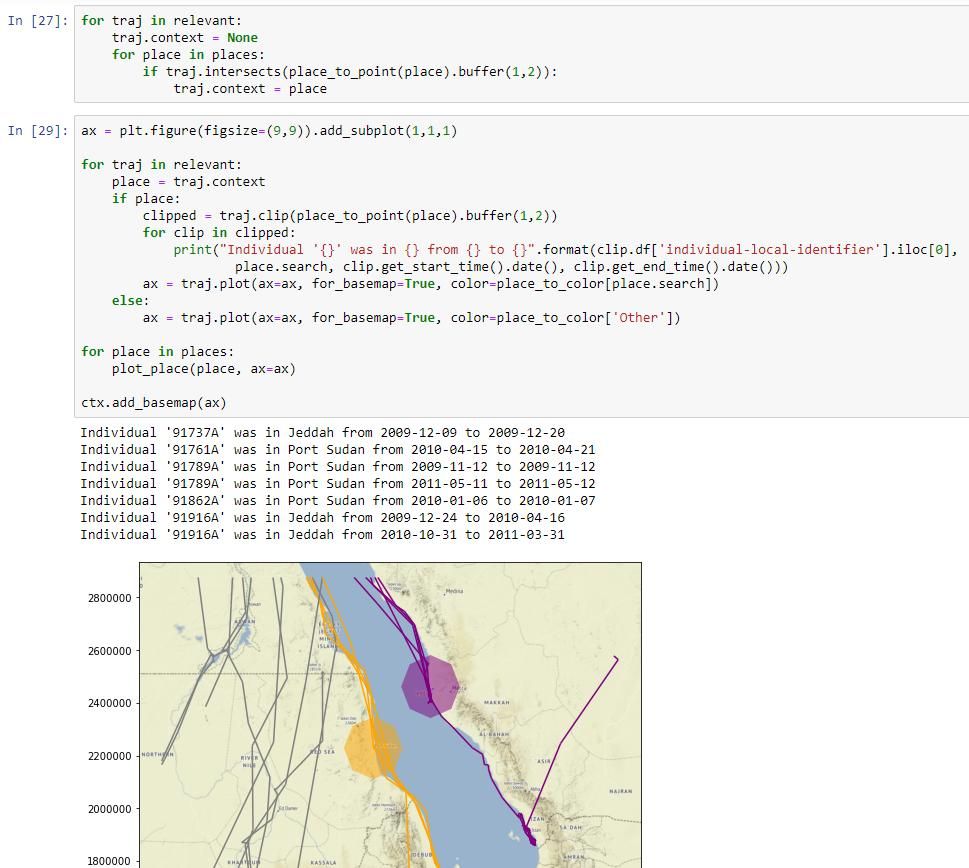 In [27]: for traj in relevant:
traj.context = None
for place in places:
if traj.intersects(place_to_point(place).buffer(1,2)):
traj.context = place
In [29]: ax = plt.figure(figsize=(9,9)).add_subplot(1,1,1)
for traj in relevant:
place = traj.context
if place:
clipped = traj.clip(place_to_point(place).buffer(1,2))
for clip in clipped:
print("Individual '{}' was in {} from {} to {}".format(clip.df['individual-local-identifier'].iloc[0],
place.search, clip.get_start_time().date(), clip.get_end_time().date()))
ax = traj.plot(ax=ax, for_basemap=True, color=place_to_color[place.search])
else:
ax = traj.plot(ax=ax, for_basemap=True, color=place_to_color['Other'])
for place in places:
plot_place(place, ax=ax)
ctx.add_basemap(ax)
Individual '91737A' was in Jeddah from 2009-12-09 to 2009-12-20
Individual '91761A' was in Port Sudan from 2010-04-15 to 2010-04-21
Individual '91789A' was in Port Sudan from 2009-11-12 to 2009-11-12
Individual '91789A' was in Port Sudan from 2011-05-11 to 2011-05-12
Individual '91862A' was in Port Sudan from 2010-01-06 to 2010-01-07
Individual '91916A' was in Jeddah from 2009-12-24 to 2010-04-16
Individual '91916A' was in Jeddah from 2010-10-31 to 2011-03-31
2800000
Medina
ASWAN
2600000
2400000
MAKKAH
AL BAHAH
2200000
NORTHERN
RIVER
NILE
RED SEA
ASIR
NAJRAN
2000000
Ed Damer
SA'DAH
1800000
KHARTOUM
KASSALA
DEBUB
AMRAN